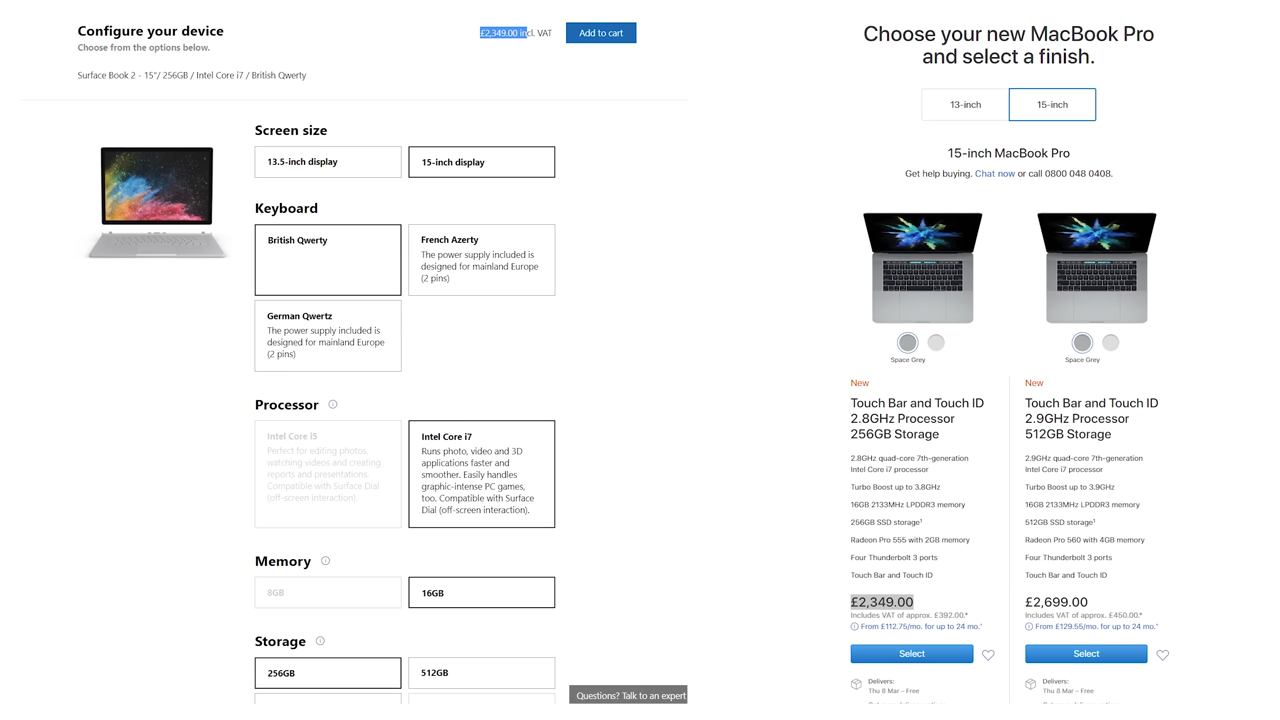 Configure your device
Choose from the options below.
£2,349.00 incl. VAT
Add to cart
Surface Book 2 - 15"/ 256GB / Intel Core i7 / British Qwerty
Screen size
13.5-inch display
15-inch display
Keyboard
British Qwerty
French Azerty
The power supply included is
designed for mainland Europe
(2 pins)
German Qwertz
The power supply included is
designed for mainland Europe
(2 pins)
Processor
Intel Core i5
Perfect for editing photos,
watching videos and creating
reports and presentations.
Compatible with Surface Dial
(off-screen interaction).
Intel Core i7
Runs photo, video and 3D
applications faster and
smoother. Easily handles
graphic-intense PC games,
too. Compatible with Surface
Dial (off-screen interaction).
Memory
8GB
16GB
Storage
256GB
512GB
Questions? Talk to an expert
Choose your new MacBook Pro
and select a finish.
13-inch
15-inch
15-inch MacBook Pro
Get help buying. Chat now or call 0800 048 0408.
Space Grey
New
Touch Bar and Touch ID
2.8GHz Processor
256GB Storage
2.8GHz quad-core 7th-generation
Intel Core i7 processor
Turbo Boost up to 3.8GHz
16GB 2133MHz LPDDR3 memory
256GB SSD storage¹
Radeon Pro 555 with 2GB memory
Four Thunderbolt 3 ports
Touch Bar and Touch ID
£2,349.00
Includes VAT of approx. £392.00.*
From £112.75/mo. for up to 24 mo.*
Select
Delivers:
Thu 8 Mar – Free
Space Grey
New
Touch Bar and Touch ID
2.9GHz Processor
512GB Storage
2.9GHz quad-core 7th-generation
Intel Core i7 processor
Turbo Boost up to 3.9GHz
16GB 2133MHz LPDDR3 memory
512GB SSD storage¹
Radeon Pro 560 with 4GB memory
Four Thunderbolt 3 ports
Touch Bar and Touch ID
£2,699.00
Includes VAT of approx. £450.00.*
From £129.55/mo. for up to 24 mo.*
Select
Delivers:
Thu 8 Mar – Free